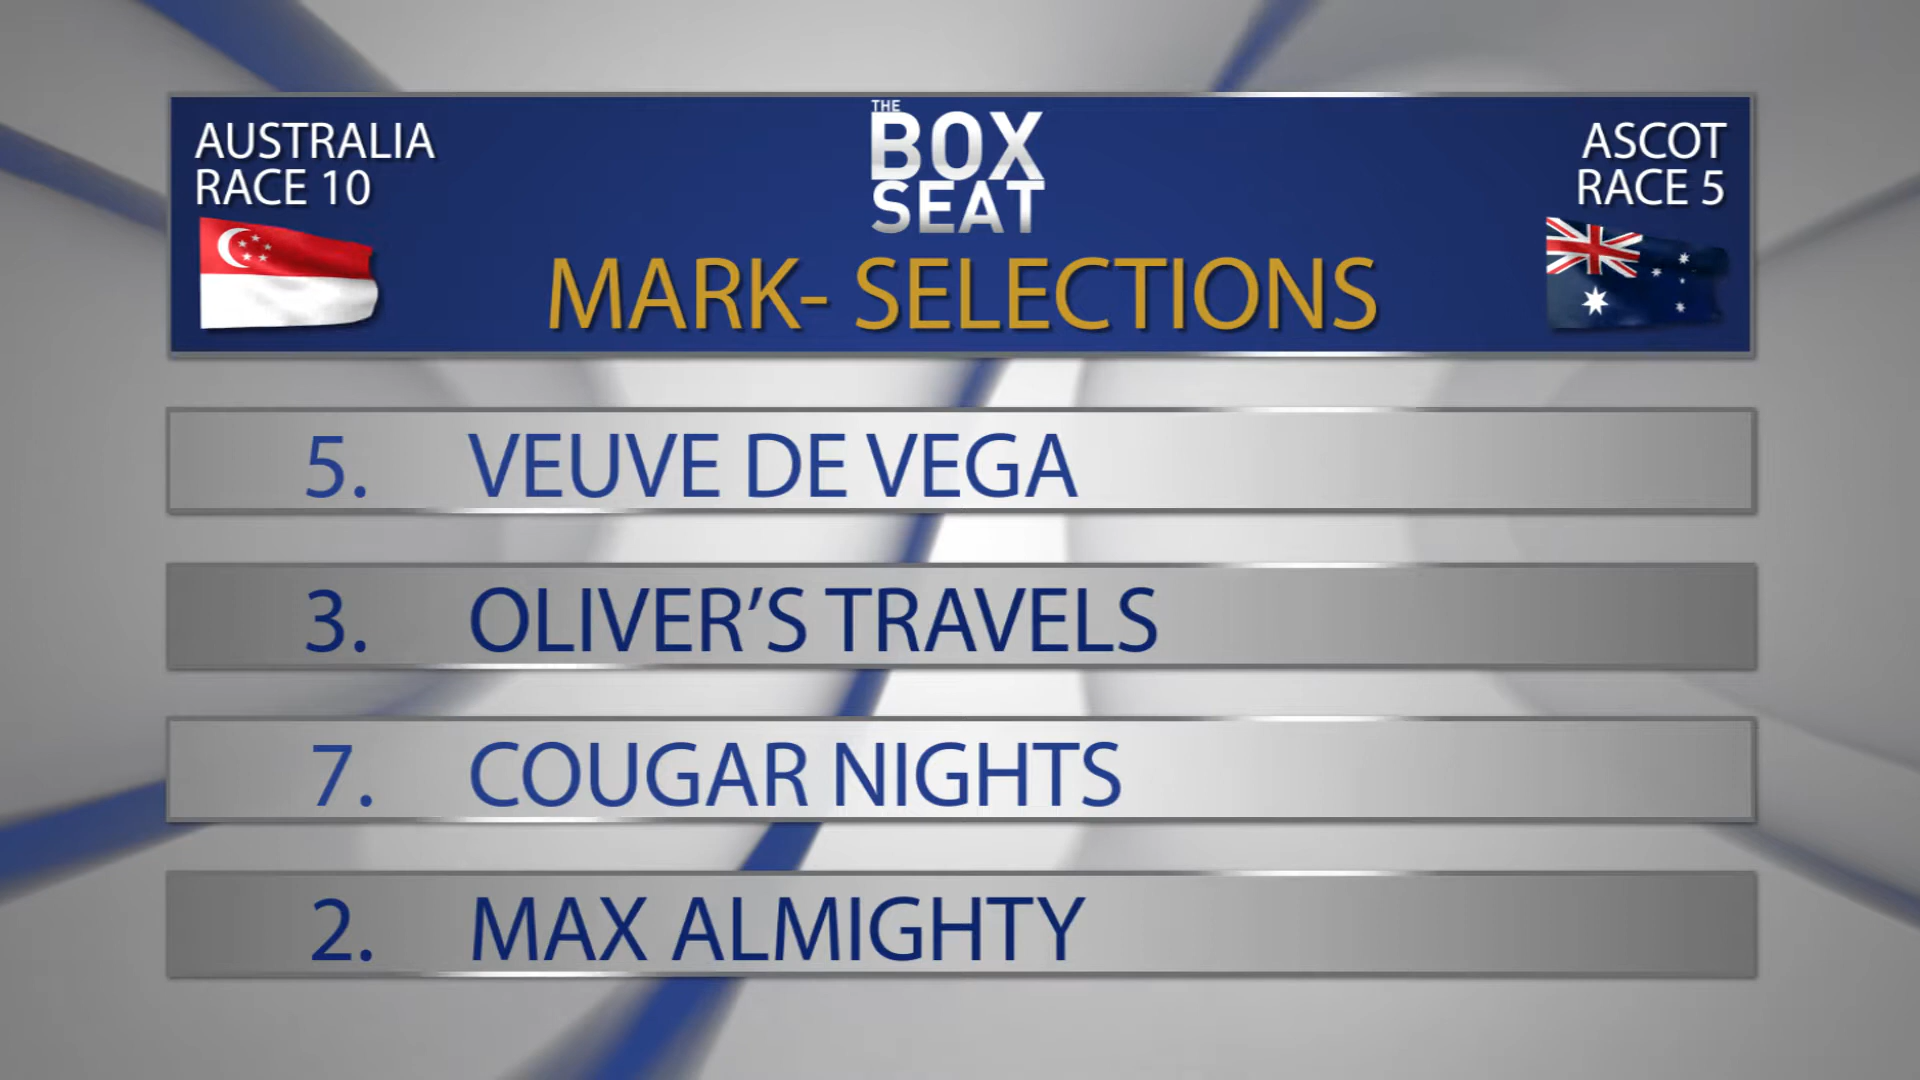 AUSTRALIA
RACE 10
THE
BOX
SEAT
ASCOT
RACE 5
MARK- SELECTIONS
5. VEUVE DE VEGA
3. OLIVER’S TRAVELS
7. COUGAR NIGHTS
2. MAX ALMIGHTY